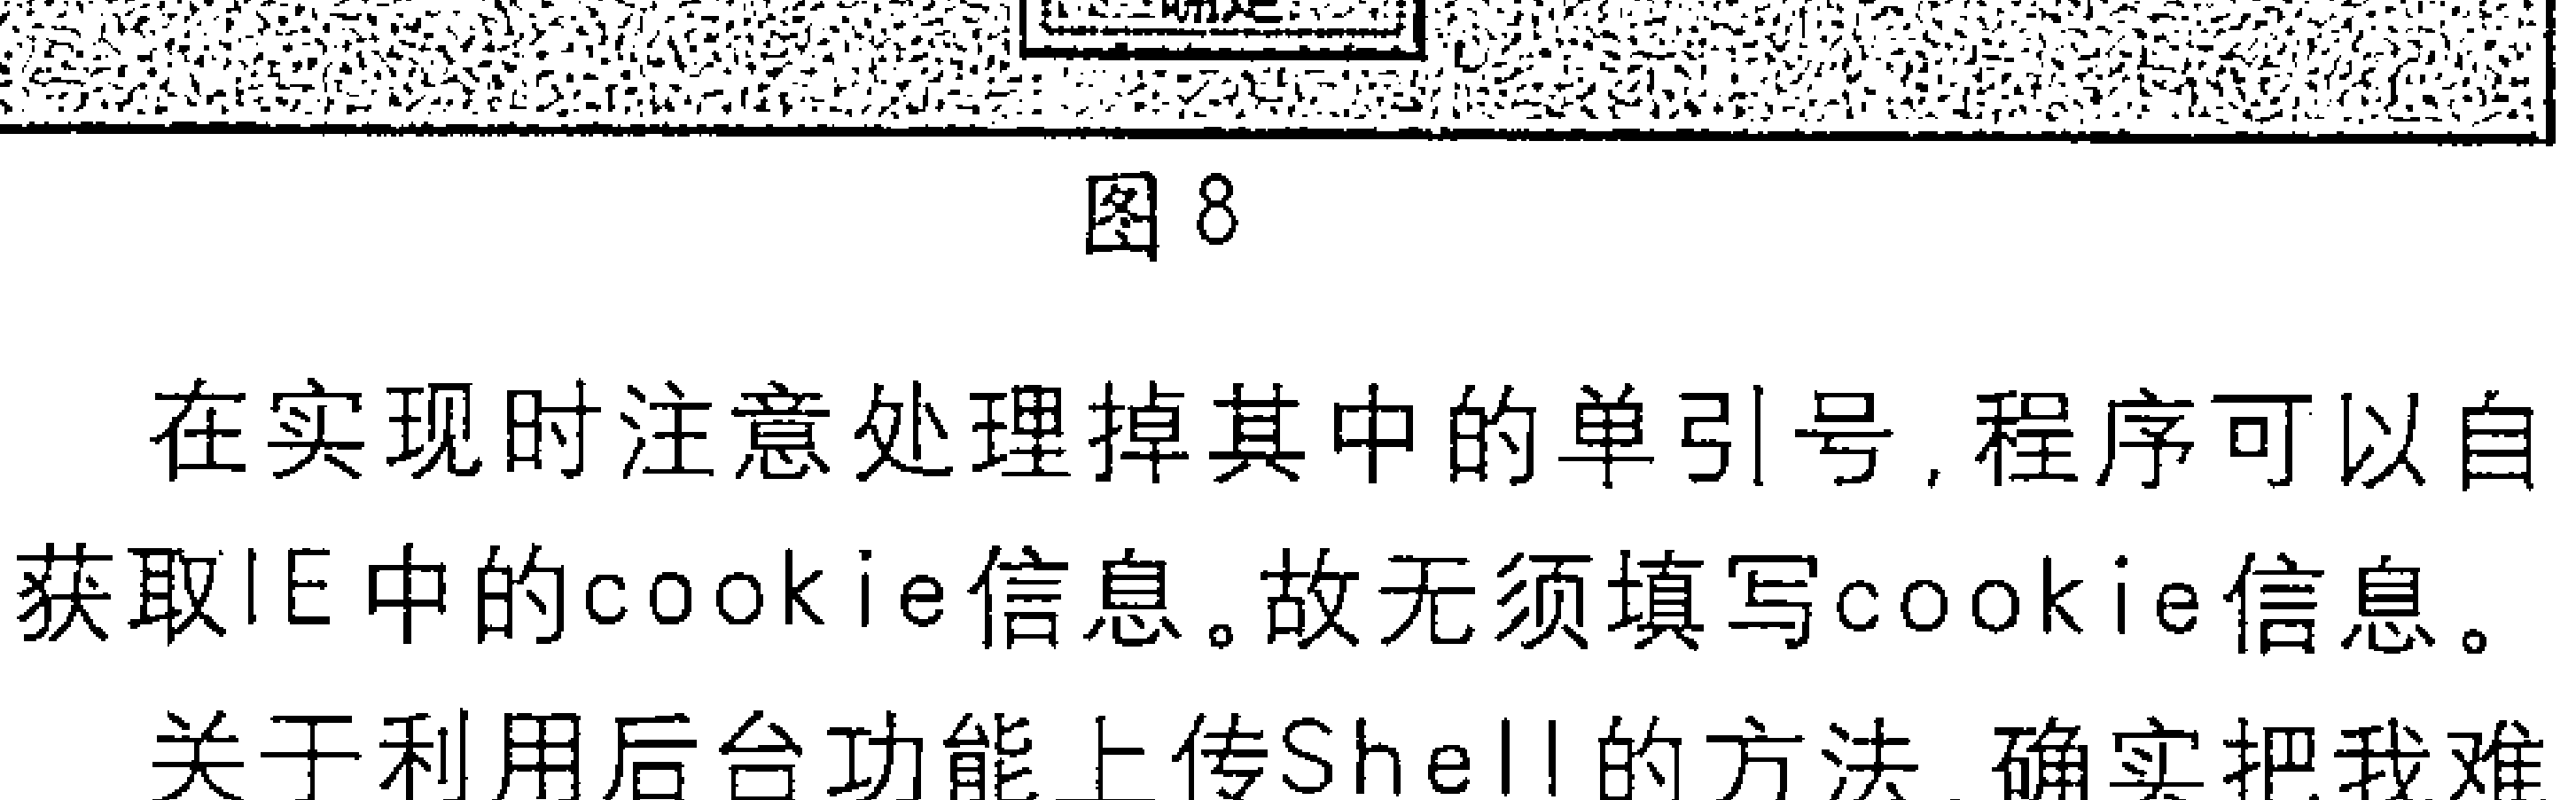 确定
图 8
在实现时注意处理掉其中的单引号，程序可以自
获取IE中的cookie信息。故无须填写cookie信息。
关于利用后台功能上传Shell的方法，确实把我难